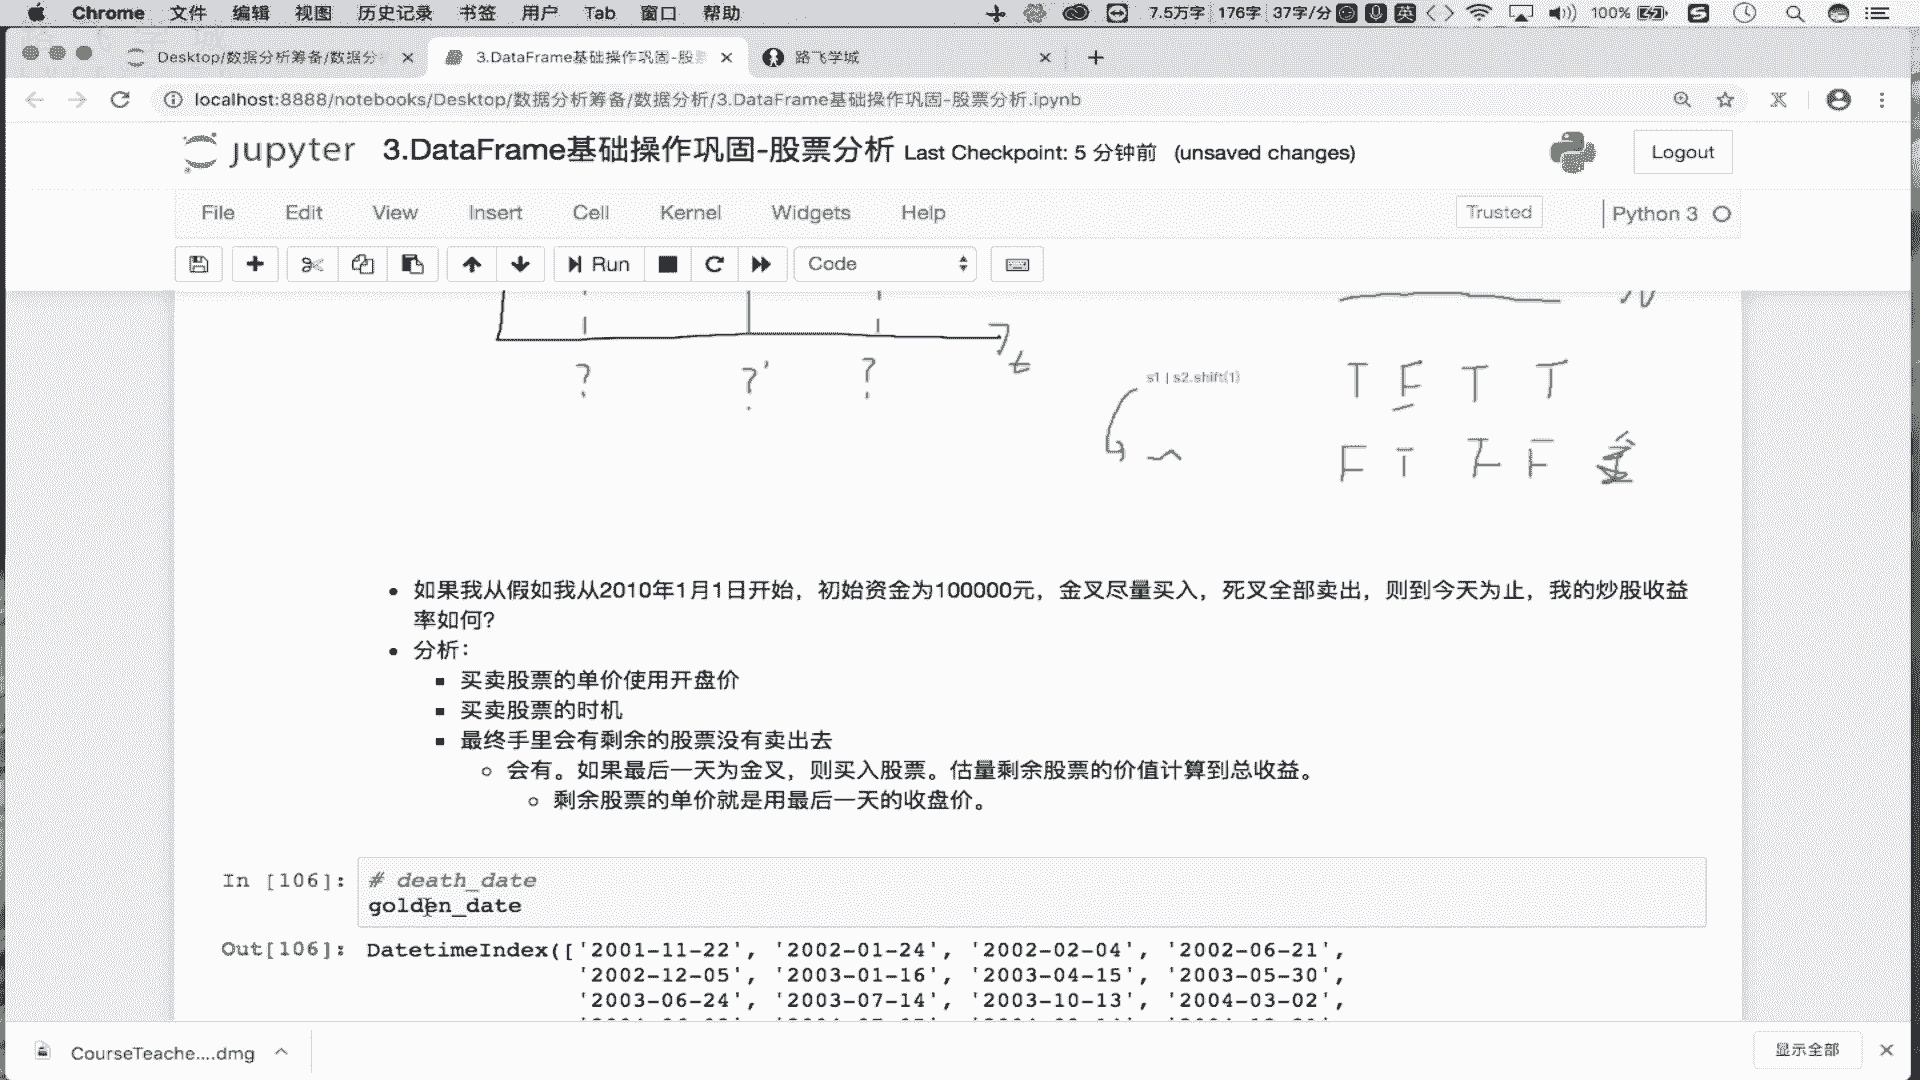 Chrome 文件 编辑 视图 历史记录 书签 用户 Tab 窗口 帮助 7.5万字 176字 37字/分 英 100%
Desktop/数据分析筹备/数据分 3.DataFrame基础操作巩固-股 路飞学城
localhost:8888/notebooks/Desktop/数据分析筹备/数据分析/3.DataFrame基础操作巩固-股票分析.ipynb
jupyter 3.DataFrame基础操作巩固-股票分析 Last Checkpoint: 5 分钟前 (unsaved changes) Logout
File Edit View Insert Cell Kernel Widgets Help Trusted Python 3
Run Code
? ?' ? t
s1 | s2.shift(1)
T F T T
F T F F 金
如果我从假如我从2010年1月1日开始，初始资金为100000元，金叉尽量买入，死叉全部卖出，则到今天为止，我的炒股收益
率如何?
分析：
买卖股票的单价使用开盘价
买卖股票的时机
最终手里会有剩余的股票没有卖出去
会有。如果最后一天为金叉，则买入股票。估量剩余股票的价值计算到总收益。
剩余股票的单价就是用最后一天的收盘价。
In [106]: # death_date
golden_date
Out[106]: DatetimeIndex(['2001-11-22', '2002-01-24', '2002-02-04', '2002-06-21',
'2002-12-05', '2003-01-16', '2003-04-15', '2003-05-30',
'2003-06-24', '2003-07-14', '2003-10-13', '2004-03-02',
CourseTeache....dmg 显示全部